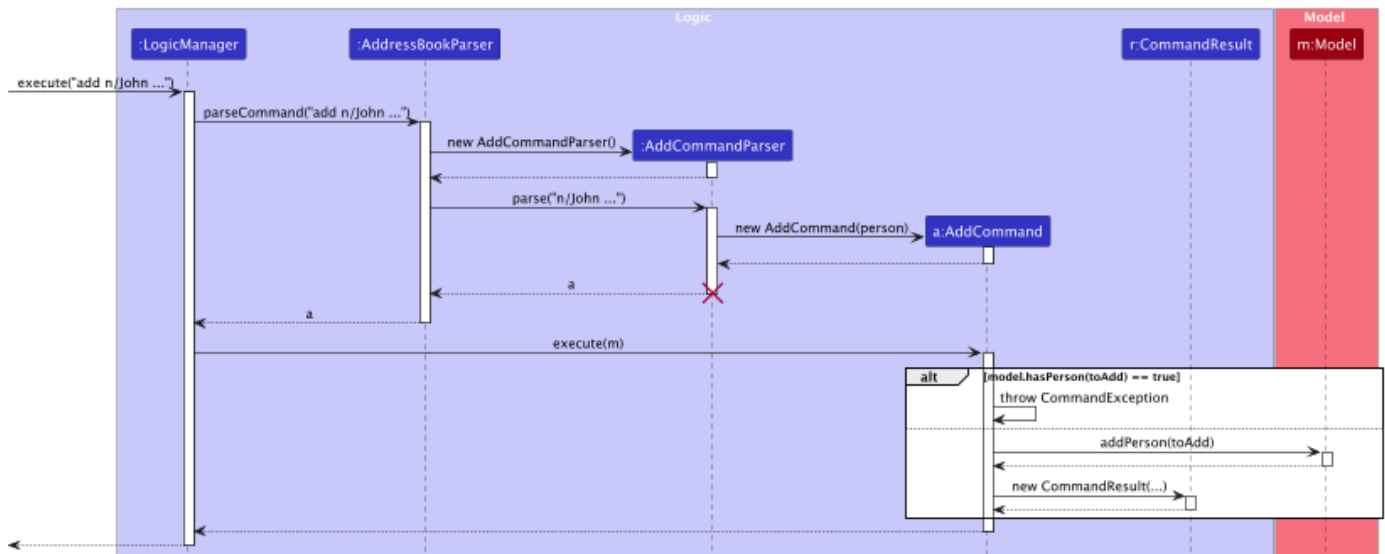 Logic
Model
:LogicManager
:AddressBookParser
r:CommandResult
m:Model
execute("add n/John ...")
parseCommand("add n/John ...")
new AddCommandParser()
:AddCommandParser
parse("n/John ...")
new AddCommand(person)
a:AddCommand
a
a
execute(m)
alt
[model.hasPerson(toAdd) == true]
throw CommandException
addPerson(toAdd)
new CommandResult(...)